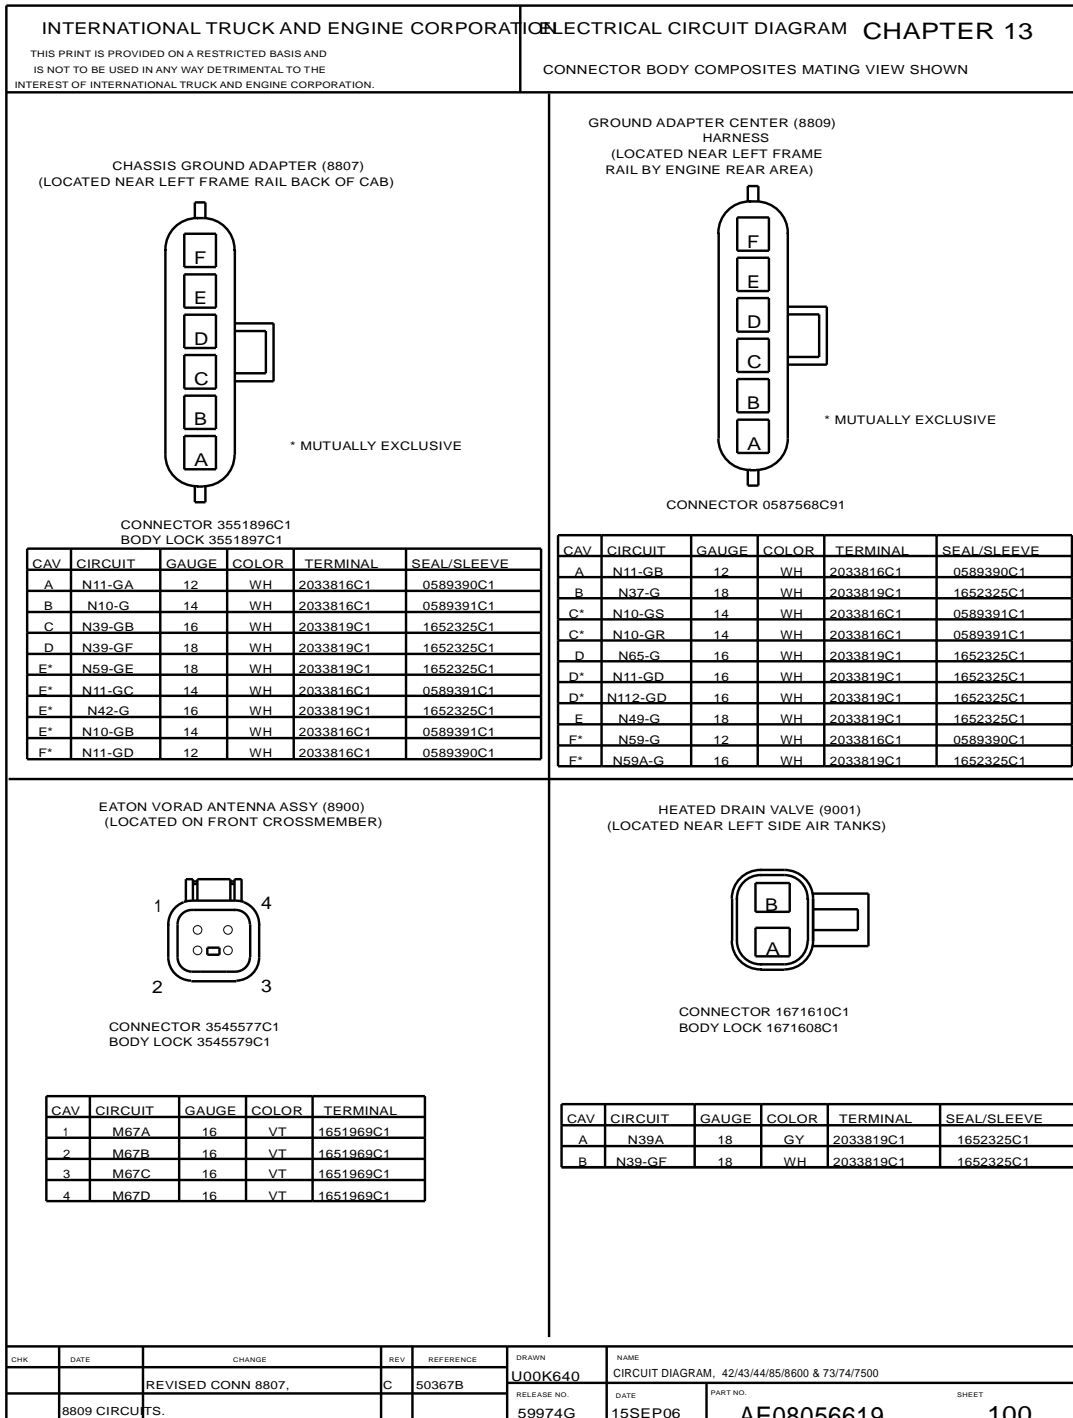 INTERNATIONAL TRUCK AND ENGINE CORPORATION
THIS PRINT IS PROVIDED ON A RESTRICTED BASIS AND
IS NOT TO BE USED IN ANY WAY DETRIMENTAL TO THE
INTEREST OF INTERNATIONAL TRUCK AND ENGINE CORPORATION.
ELECTRICAL CIRCUIT DIAGRAM CHAPTER 13
CONNECTOR BODY COMPOSITES MATING VIEW SHOWN
CHASSIS GROUND ADAPTER (8807)
(LOCATED NEAR LEFT FRAME RAIL BACK OF CAB)
F
E
D
C
B
A
* MUTUALLY EXCLUSIVE
CONNECTOR 3551896C1
BODY LOCK 3551897C1
CAV CIRCUIT GAUGE COLOR TERMINAL SEAL/SLEEVE
A N11-GA 12 WH 2033816C1 0589390C1
B N10-G 14 WH 2033816C1 0589391C1
C N39-GB 16 WH 2033819C1 1652325C1
D N39-GF 18 WH 2033819C1 1652325C1
E* N59-GE 18 WH 2033819C1 1652325C1
E* N11-GC 14 WH 2033816C1 0589391C1
E* N42-G 16 WH 2033819C1 1652325C1
E* N10-GB 14 WH 2033816C1 0589391C1
F* N11-GD 12 WH 2033816C1 0589390C1
GROUND ADAPTER CENTER (8809)
HARNESS
(LOCATED NEAR LEFT FRAME
RAIL BY ENGINE REAR AREA)
F
E
D
C
B
A
* MUTUALLY EXCLUSIVE
CONNECTOR 0587568C91
CAV CIRCUIT GAUGE COLOR TERMINAL SEAL/SLEEVE
A N11-GB 12 WH 2033816C1 0589390C1
B N37-G 18 WH 2033819C1 1652325C1
C* N10-GS 14 WH 2033816C1 0589391C1
C* N10-GR 14 WH 2033816C1 0589391C1
D N65-G 16 WH 2033819C1 1652325C1
D* N11-GD 16 WH 2033819C1 1652325C1
D* N112-GD 16 WH 2033819C1 1652325C1
E N49-G 18 WH 2033819C1 1652325C1
F* N59-G 12 WH 2033816C1 0589390C1
F* N59A-G 16 WH 2033819C1 1652325C1
EATON VORAD ANTENNA ASSY (8900)
(LOCATED ON FRONT CROSSMEMBER)
1 4
2 3
CONNECTOR 3545577C1
BODY LOCK 3545579C1
CAV CIRCUIT GAUGE COLOR TERMINAL
1 M67A 16 VT 1651969C1
2 M67B 16 VT 1651969C1
3 M67C 16 VT 1651969C1
4 M67D 16 VT 1651969C1
HEATED DRAIN VALVE (9001)
(LOCATED NEAR LEFT SIDE AIR TANKS)
B
A
CONNECTOR 1671610C1
BODY LOCK 1671608C1
CAV CIRCUIT GAUGE COLOR TERMINAL SEAL/SLEEVE
A N39A 18 GY 2033819C1 1652325C1
B N39-GF 18 WH 2033819C1 1652325C1
CHK DATE CHANGE REV REFERENCE
REVISED CONN 8807, C 50367B
8809 CIRCUITS.
DRAWN
U00K640
NAME
CIRCUIT DIAGRAM, 42/43/44/85/8600 & 73/74/7500
RELEASE NO.
59974G
DATE
15SEP06
PART NO.
AE08056619
SHEET
100